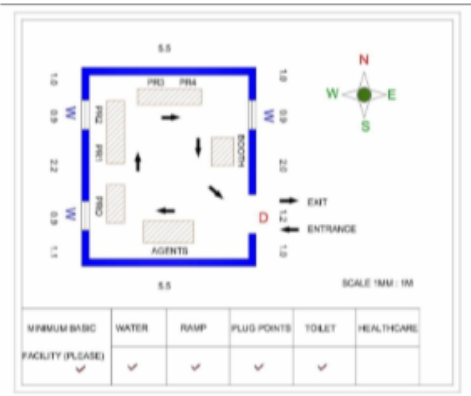 5.5
N
W E
S
PR3 PR4
1.0
0.9
2.2
0.9
1.1
W
W
PR2
PR1
PRO
BOOTH
W
1.0
0.9
2.0
1.2
1.0
D
EXIT
ENTRANCE
AGENTS
5.5
SCALE 1MM : 1M
MINIMUM BASIC WATER RAMP PLUG POINTS TOILET HEALTHCARE
FACILITY (PLEASE)